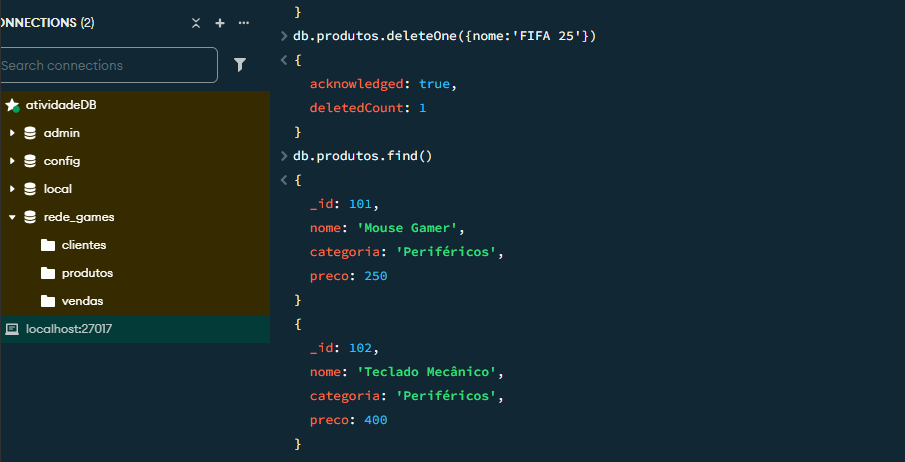 ONNECTIONS (2)
Search connections
atividadeDB
admin
config
local
rede_games
clientes
produtos
vendas
localhost:27017
}
db.produtos.deleteOne({nome:'FIFA 25'})
{
acknowledged: true,
deletedCount: 1
}
db.produtos.find()
{
_id: 101,
nome: 'Mouse Gamer',
categoria: 'Periféricos',
preco: 250
}
{
_id: 102,
nome: 'Teclado Mecânico',
categoria: 'Periféricos',
preco: 400
}